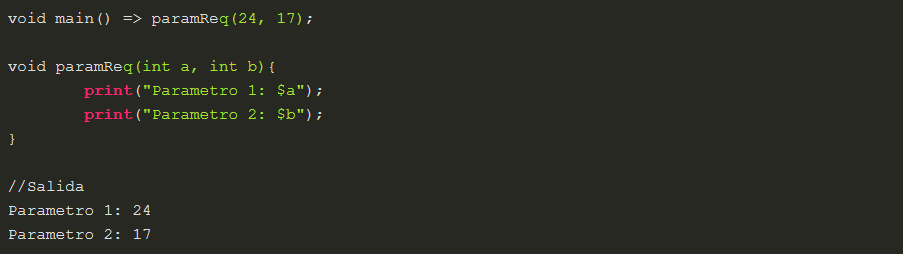 void main() => paramReq(24, 17);
void paramReq(int a, int b){
print("Parametro 1: $a");
print("Parametro 2: $b");
}
//Salida
Parametro 1: 24
Parametro 2: 17